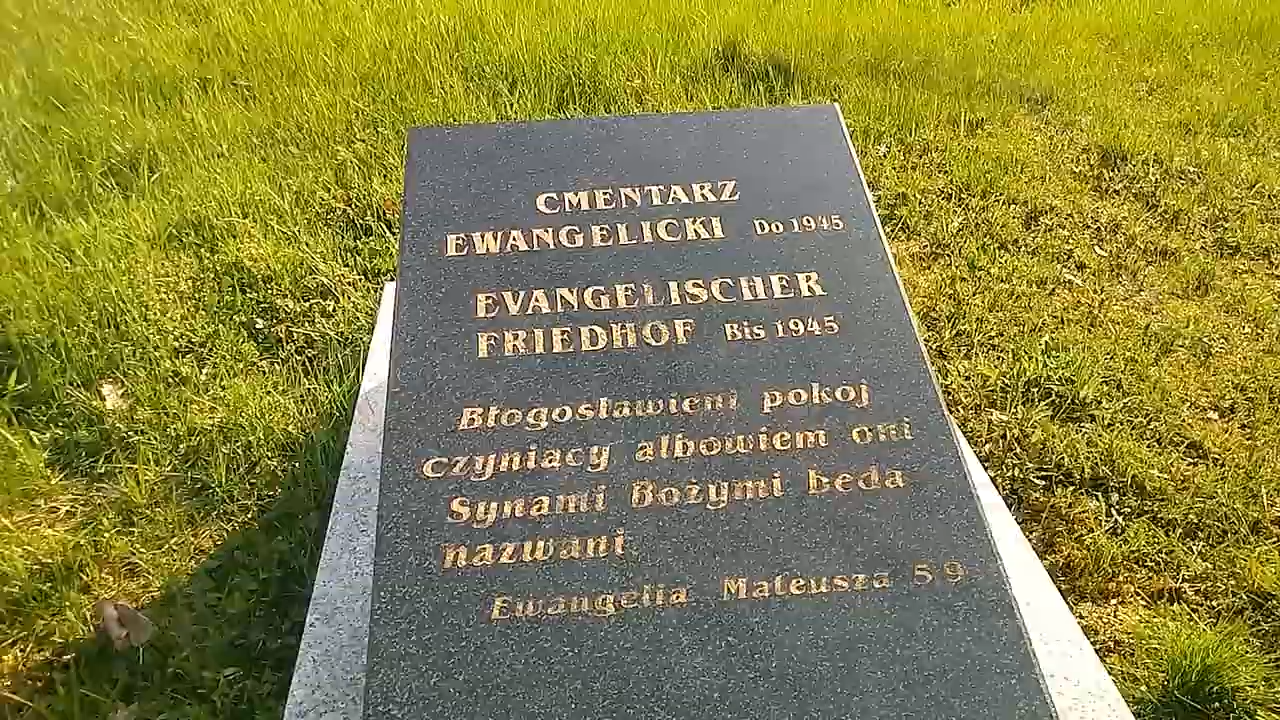 CMENTARZ
EWANGELICKI Do 1945
EVANGELISCHER
FRIEDHOF Bis 1945
Błogosławieni pokój
czyniacy albowiem oni
Synami Bożymi beda
nazwani
Ewangelia Mateusza 5 9